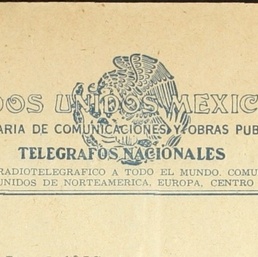 DOS UNIDOS MEXIC
ARIA DE COMUNICACIONES Y OBRAS PUB
TELEGRAFOS NACIONALES
RADIOTELEGRAFICO A TODO EL MUNDO. COMU
UNIDOS DE NORTEAMERICA, EUROPA, CENTRO